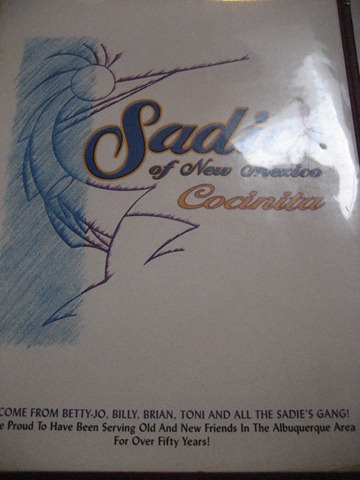 Sadie's
of New Mexico
Cocinita
COME FROM BETTY-JO, BILLY, BRIAN, TONI AND ALL THE SADIE'S GANG!
e Proud To Have Been Serving Old And New Friends In The Albuquerque Area
For Over Fifty Years!